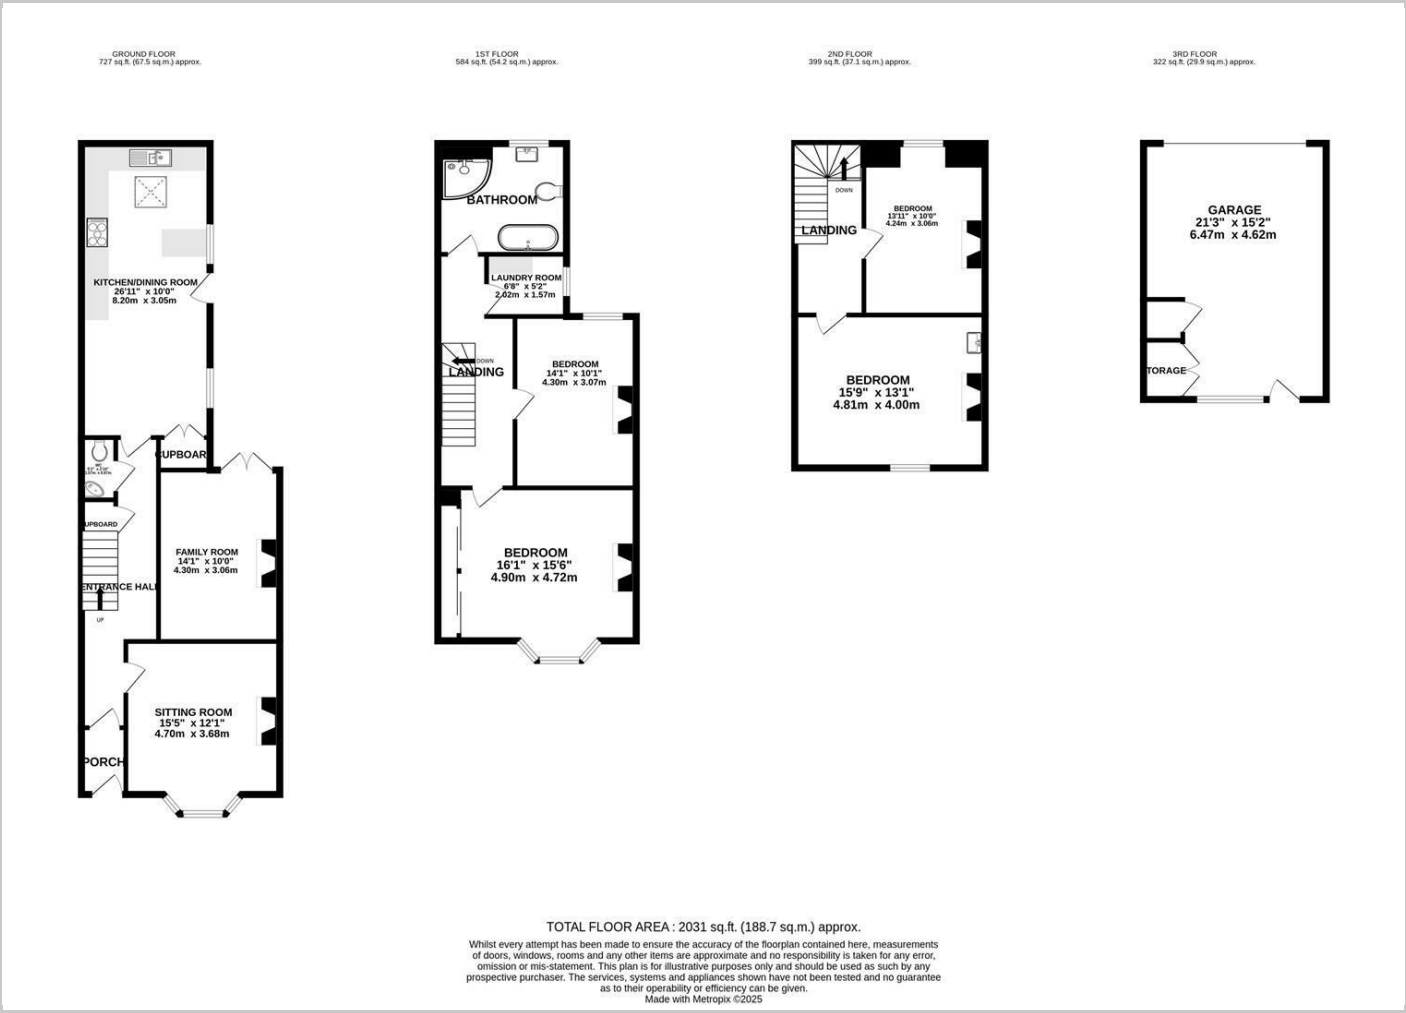 GROUND FLOOR
727 sq.ft. (67.5 sq.m.) approx.
1ST FLOOR
584 sq.ft. (54.2 sq.m.) approx.
2ND FLOOR
399 sq.ft. (37.1 sq.m.) approx.
3RD FLOOR
322 sq.ft. (29.9 sq.m.) approx.
KITCHEN/DINING ROOM
26'11" x 10'0"
8.20m x 3.05m
CUPBOAR
WC
UPBOARD
FAMILY ROOM
14'1" x 10'0"
4.30m x 3.06m
ENTRANCE HALL
UP
SITTING ROOM
15'5" x 12'1"
4.70m x 3.68m
PORCH
BATHROOM
LAUNDRY ROOM
6'8" x 5'2"
2.02m x 1.57m
DOWN
LANDING
BEDROOM
14'1" x 10'1"
4.30m x 3.07m
BEDROOM
16'1" x 15'6"
4.90m x 4.72m
DOWN
LANDING
BEDROOM
13'11" x 10'0"
4.24m x 3.06m
BEDROOM
15'9" x 13'1"
4.81m x 4.00m
GARAGE
21'3" x 15'2"
6.47m x 4.62m
TORAGE
TOTAL FLOOR AREA : 2031 sq.ft. (188.7 sq.m.) approx.
Whilst every attempt has been made to ensure the accuracy of the floorplan contained here, measurements
of doors, windows, rooms and any other items are approximate and no responsibility is taken for any error,
omission or mis-statement. This plan is for illustrative purposes only and should be used as such by any
prospective purchaser. The services, systems and appliances shown have not been tested and no guarantee
as to their operability or efficiency can be given.
Made with Metropix ©2025